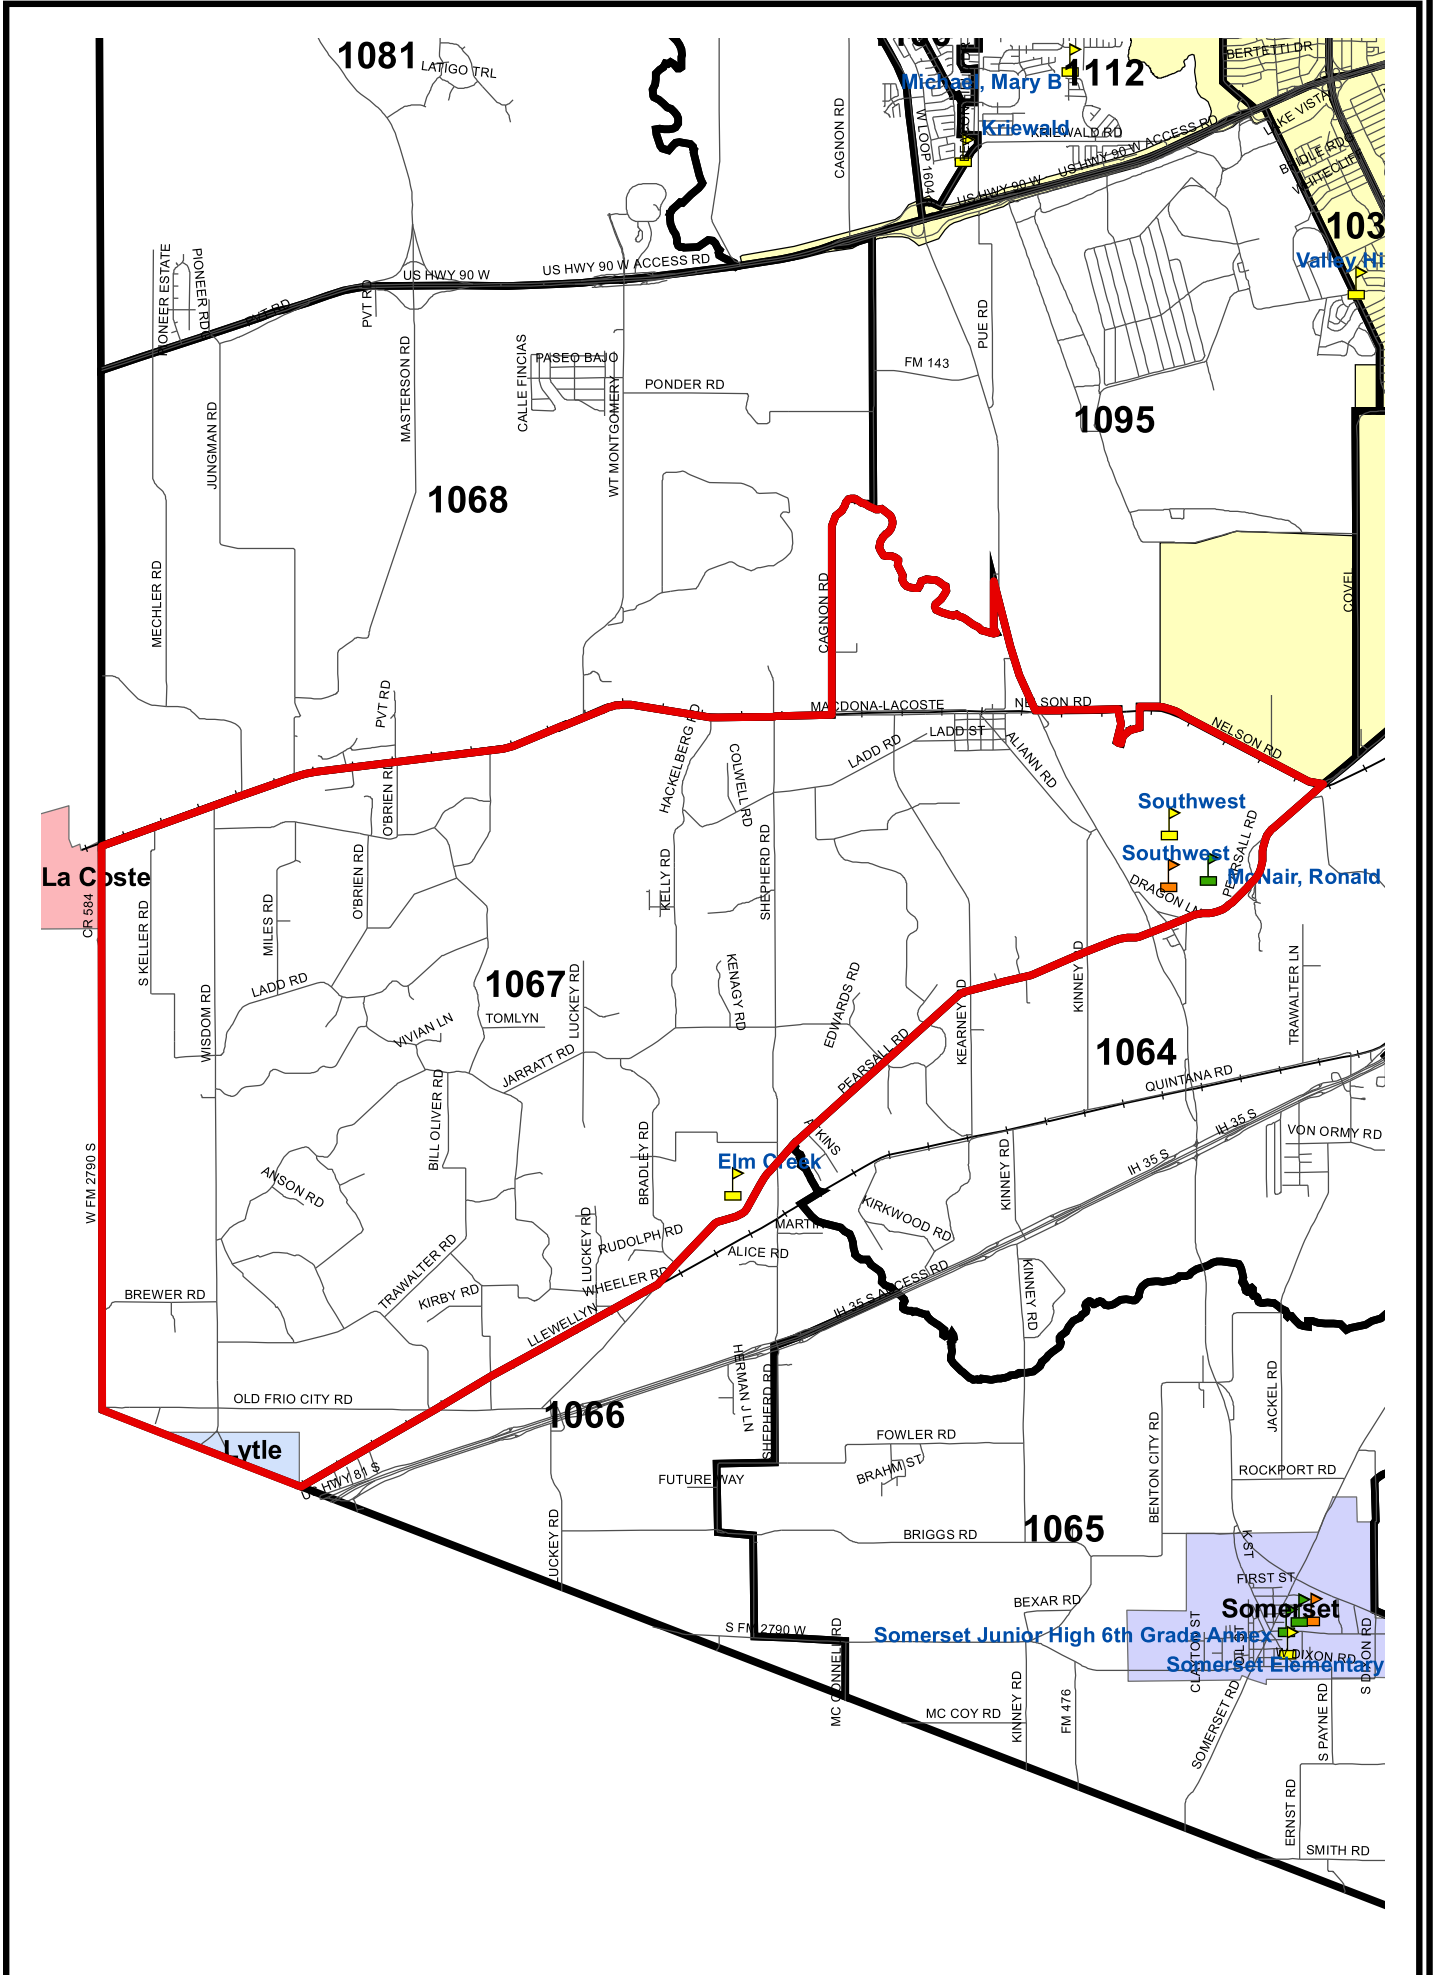 1081
LATIGO TRL
CAGNON RD
W LOOP 1604
Michael, Mary B
1112
BERTETTI DR
Kriewald
KRIEWALD RD
LAKE VISTA
BRIDLE RDG
WHITECLIFF
US HWY 90 W ACCESS RD
US HWY 90 W
103
Valley Hi
PIONEER ESTATE
PIONEER RD
PVT RD
PVT RD
US HWY 90 W
US HWY 90 W ACCESS RD
MASTERSON RD
JUNGMAN RD
CALLE FINCIAS
PASEO BAJO
WT MONTGOMERY
PONDER RD
FM 143
PUE RD
1095
1068
MECHLER RD
CAGNON RD
COVEL
PVT RD
MACDONA-LACOSTE
NELSON RD
NELSON RD
HACKELBERG RD
COLWELL RD
LADD RD
LADD ST
ALIANN RD
O'BRIEN RD
O'BRIEN RD
Southwest
Southwest
McNair, Ronald
PEARSALL RD
DRAGON LN
La Coste
CR 584
S KELLER RD
MILES RD
KELLY RD
SHEPHERD RD
LADD RD
WISDOM RD
1067
TOMLYN
VIVIAN LN
LUCKEY RD
KENAGY RD
EDWARDS RD
KEARNEY RD
KINNEY RD
TRAWALTER LN
JARRATT RD
PEARSALL RD
1064
QUINTANA RD
BILL OLIVER RD
BRADLEY RD
ATKINS
IH 35 S
IH 35 S
VON ORMY RD
W FM 2790 S
ANSON RD
Elm Creek
KINNEY RD
KIRKWOOD RD
MARTIN
ALICE RD
LUCKEY RD
RUDOLPH RD
TRAWALTER RD
WHEELER RD
KIRBY RD
BREWER RD
LLEWELLYN
IH 35 S ACCESS RD
KINNEY RD
OLD FRIO CITY RD
1066
HERMAN J LN
SHEPHERD RD
JACKEL RD
BENTON CITY RD
Lytle
US HWY 81 S
FUTURE WAY
FOWLER RD
BRAHM ST
ROCKPORT RD
LUCKEY RD
BRIGGS RD
1065
K ST
FIRST ST
BEXAR RD
Somerset
S FM 2790 W
MC CONNELL RD
Somerset Junior High 6th Grade Annex
CLAYTON ST
OIL ST
W DIXON RD
S DIXON RD
Somerset Elementary
MC COY RD
KINNEY RD
FM 476
SOMERSET RD
S PAYNE RD
ERNST RD
SMITH RD